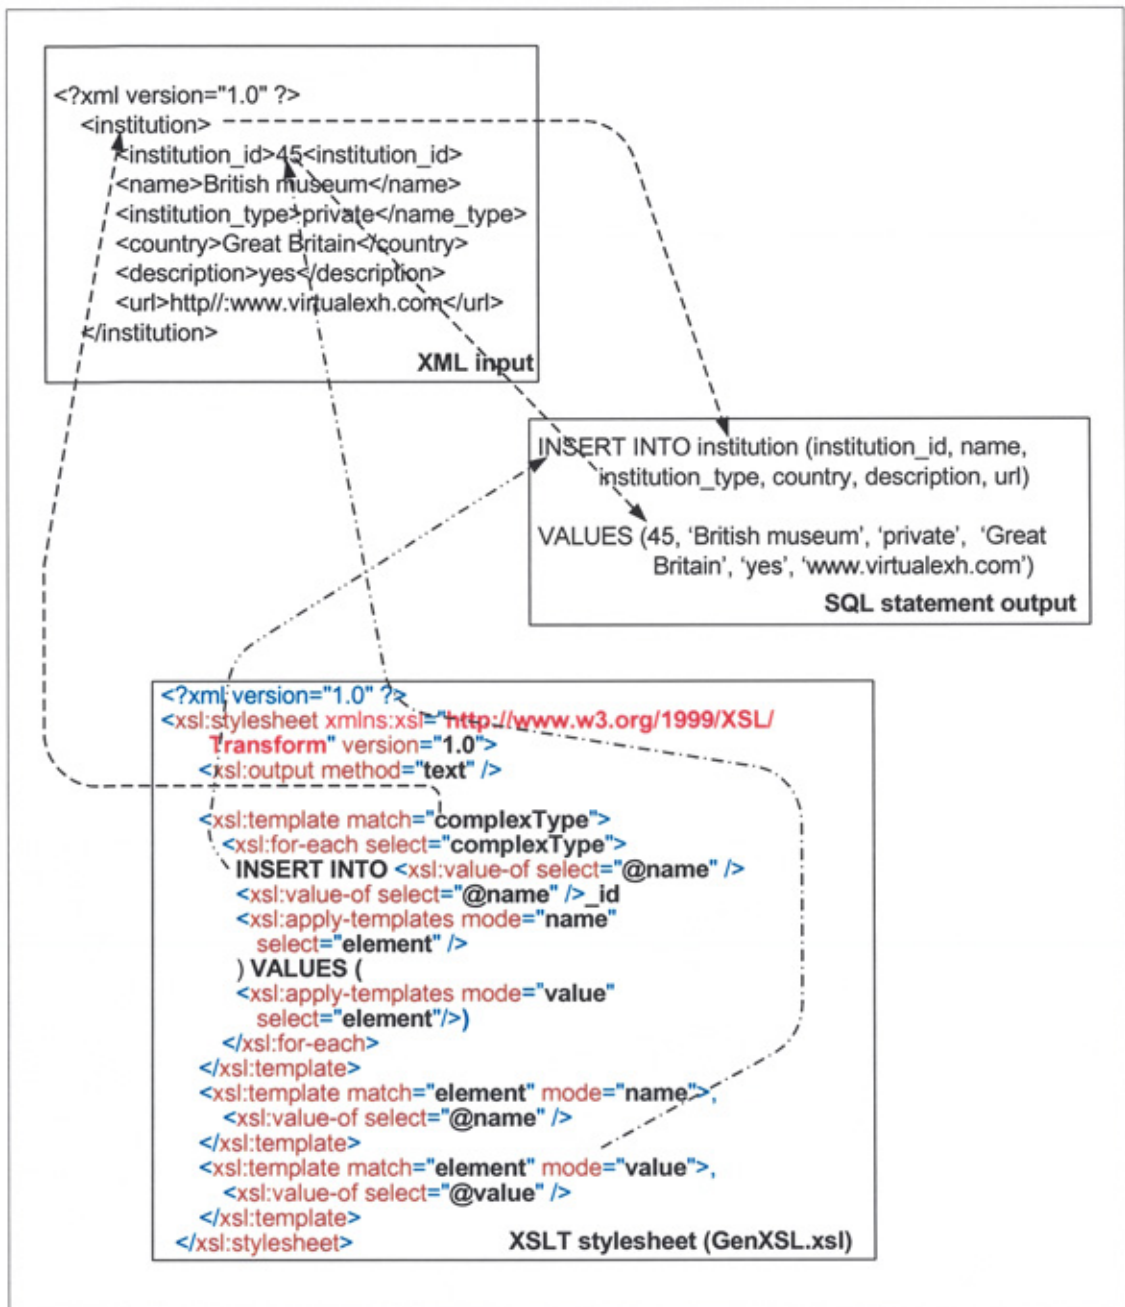 <?xml version="1.0" ?>
<institution>
<institution_id>45<institution_id>
<name>British museum</name>
<institution_type>private</name_type>
<country>Great Britain</country>
<description>yes</description>
<url>http//:www.virtualexh.com</url>
</institution>
XML input
INSERT INTO institution (institution_id, name,
institution_type, country, description, url)
VALUES (45, ‘British museum’, ‘private’, ‘Great
Britain’, ‘yes’, ‘www.virtualexh.com’)
SQL statement output
<?xml version="1.0" ?>
<xsl:stylesheet xmlns:xsl="http://www.w3.org/1999/XSL/
Transform" version="1.0">
<xsl:output method="text" />
<xsl:template match="complexType">
<xsl:for-each select="complexType">
INSERT INTO <xsl:value-of select="@name" />
<xsl:value-of select="@name" />_id
<xsl:apply-templates mode="name"
select="element" />
) VALUES (
<xsl:apply-templates mode="value"
select="element"/>)
</xsl:for-each>
</xsl:template>
<xsl:template match="element" mode="name">,
<xsl:value-of select="@name" />
</xsl:template>
<xsl:template match="element" mode="value">,
<xsl:value-of select="@value" />
</xsl:template>
</xsl:stylesheet>
XSLT stylesheet (GenXSL.xsl)